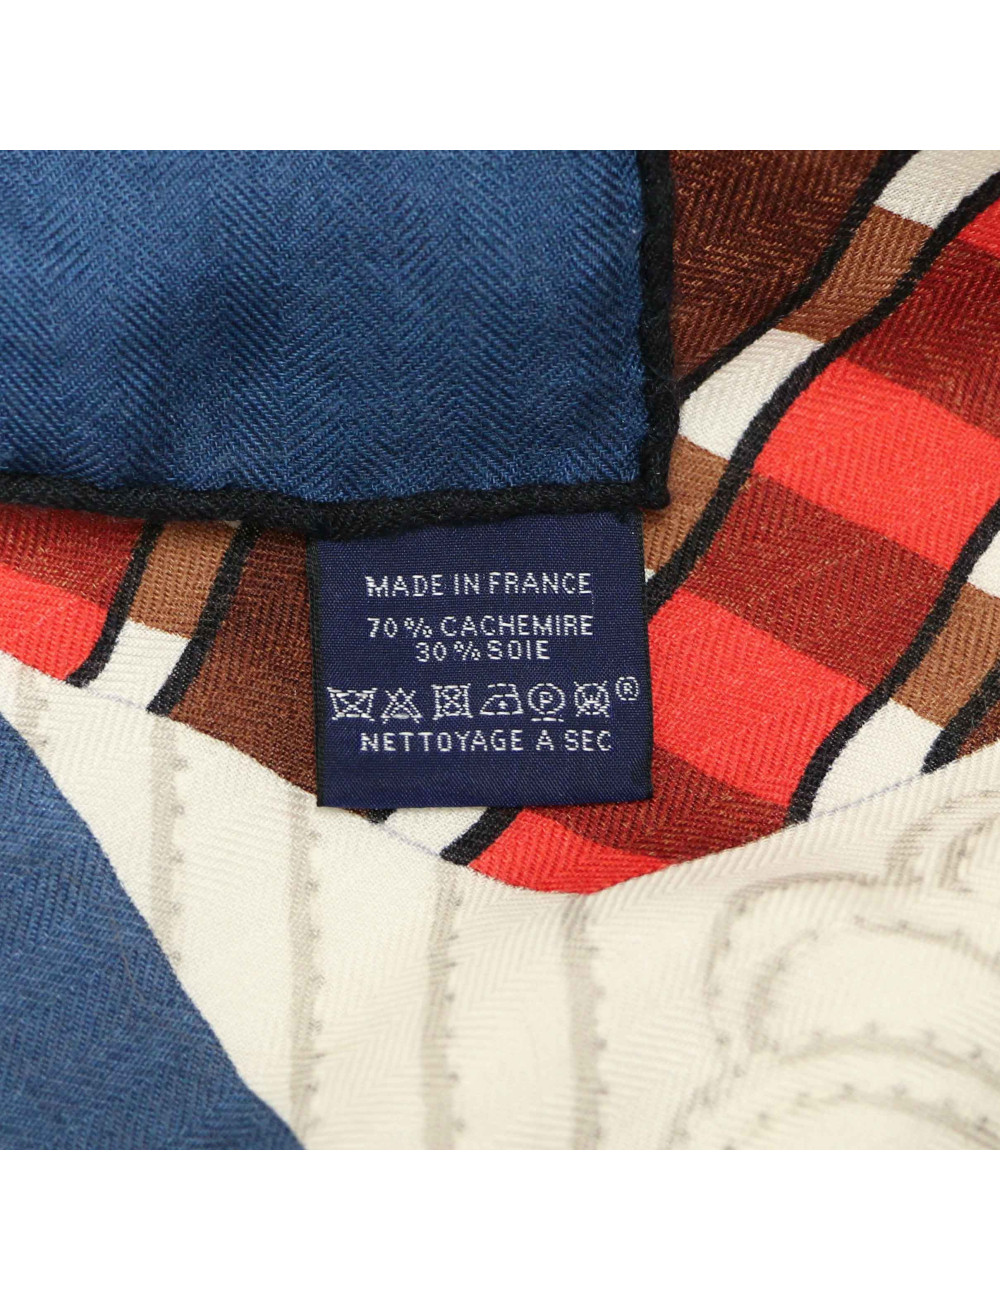 MADE IN FRANCE
70% CACHEMIRE
30% SOIE
P W ®
NETTOYAGE A SEC